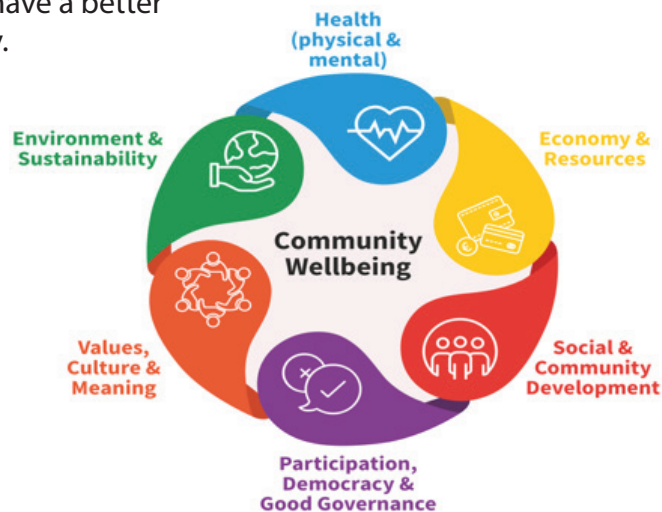 have a better
y.
Health
(physical &
mental)
Economy &
Resources
Social &
Community
Development
Participation,
Democracy &
Good Governance
Values,
Culture &
Meaning
Environment &
Sustainability
Community
Wellbeing